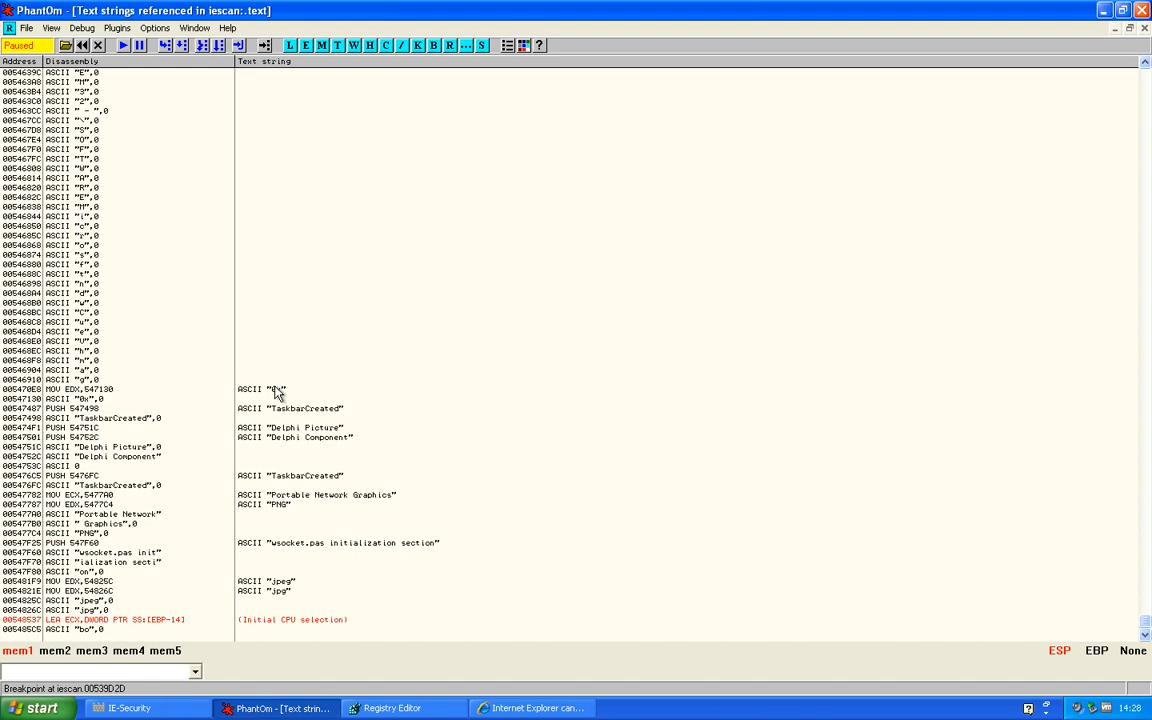 PhantOm - [Text strings referenced in iescan:.text]
File View Debug Plugins Options Window Help
Paused L E M T W H C / K B R ... S ?
Address Disassembly Text string
0054639C ASCII "E",0
005463A8 ASCII "M",0
005463B4 ASCII "3",0
005463C0 ASCII "2",0
005463CC ASCII " - ",0
005467CC ASCII "\",0
005467D8 ASCII "S",0
005467E4 ASCII "O",0
005467F0 ASCII "F",0
005467FC ASCII "T",0
00546808 ASCII "W",0
00546814 ASCII "A",0
00546820 ASCII "R",0
0054682C ASCII "E",0
00546838 ASCII "M",0
00546844 ASCII "i",0
00546850 ASCII "c",0
0054685C ASCII "r",0
00546868 ASCII "o",0
00546874 ASCII "s",0
00546880 ASCII "f",0
0054688C ASCII "t",0
00546898 ASCII "n",0
005468A4 ASCII "d",0
005468B0 ASCII "w",0
005468BC ASCII "C",0
005468C8 ASCII "u",0
005468D4 ASCII "e",0
005468E0 ASCII "V",0
005468EC ASCII "h",0
005468F8 ASCII "m",0
00546904 ASCII "a",0
00546910 ASCII "g",0
005470E8 MOV EDX,547130 ASCII
00547130 ASCII "0x",0
00547487 PUSH 547498 ASCII "TaskbarCreated"
00547498 ASCII "TaskbarCreated",0
005474F1 PUSH 54751C ASCII "Delphi Picture"
00547501 PUSH 54752C ASCII "Delphi Component"
0054751C ASCII "Delphi Picture",0
0054752C ASCII "Delphi Component"
0054753C ASCII 0
005476C5 PUSH 5476FC ASCII "TaskbarCreated"
005476FC ASCII "TaskbarCreated",0
00547782 MOV ECX,5477A0 ASCII "Portable Network Graphics"
00547787 MOV EDX,5477C4 ASCII "PNG"
005477A0 ASCII "Portable Network"
005477B0 ASCII " Graphics",0
005477C4 ASCII "PNG",0
00547F25 PUSH 547F60 ASCII "wsocket.pas initialization section"
00547F60 ASCII "wsocket.pas init"
00547F70 ASCII "ialization secti"
00547F80 ASCII "on",0
005481F9 MOV EDX,54825C ASCII "jpeg"
0054821E MOV EDX,54826C ASCII "jpg"
0054825C ASCII "jpeg",0
0054826C ASCII "jpg",0
00548537 LEA ECX,DWORD PTR SS:[EBP-14] (Initial CPU selection)
005485C5 ASCII "bo",0
mem1 mem2 mem3 mem4 mem5 ESP EBP None
Breakpoint at iescan.00539D2D
start IE-Security PhantOm - [Text strin... Registry Editor Internet Explorer can... 14:28